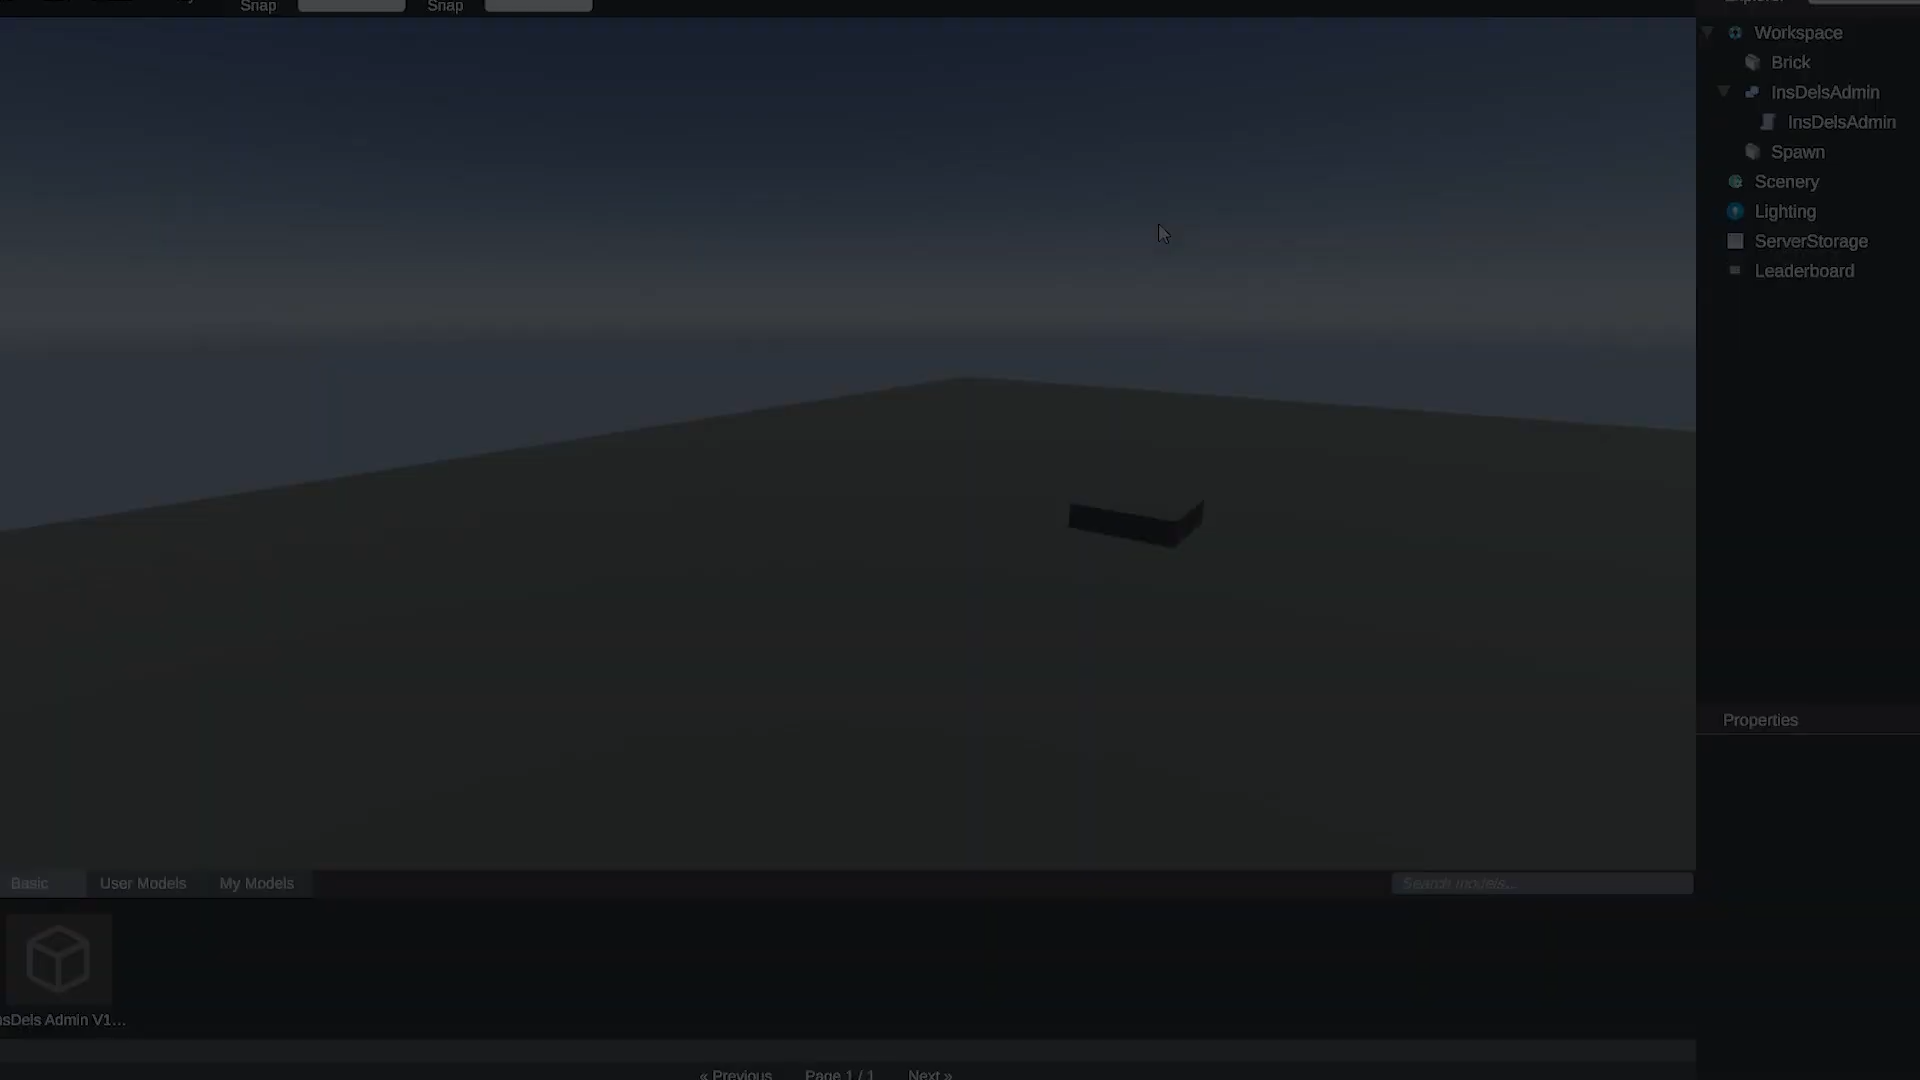 Snap
Snap
Workspace
Brick
InsDelsAdmin
InsDelsAdmin
Spawn
Scenery
Lighting
ServerStorage
Leaderboard
Properties
Basic
User Models
My Models
Search models...
nsDels Admin V1...
« Previous
Page 1 / 1
Next »